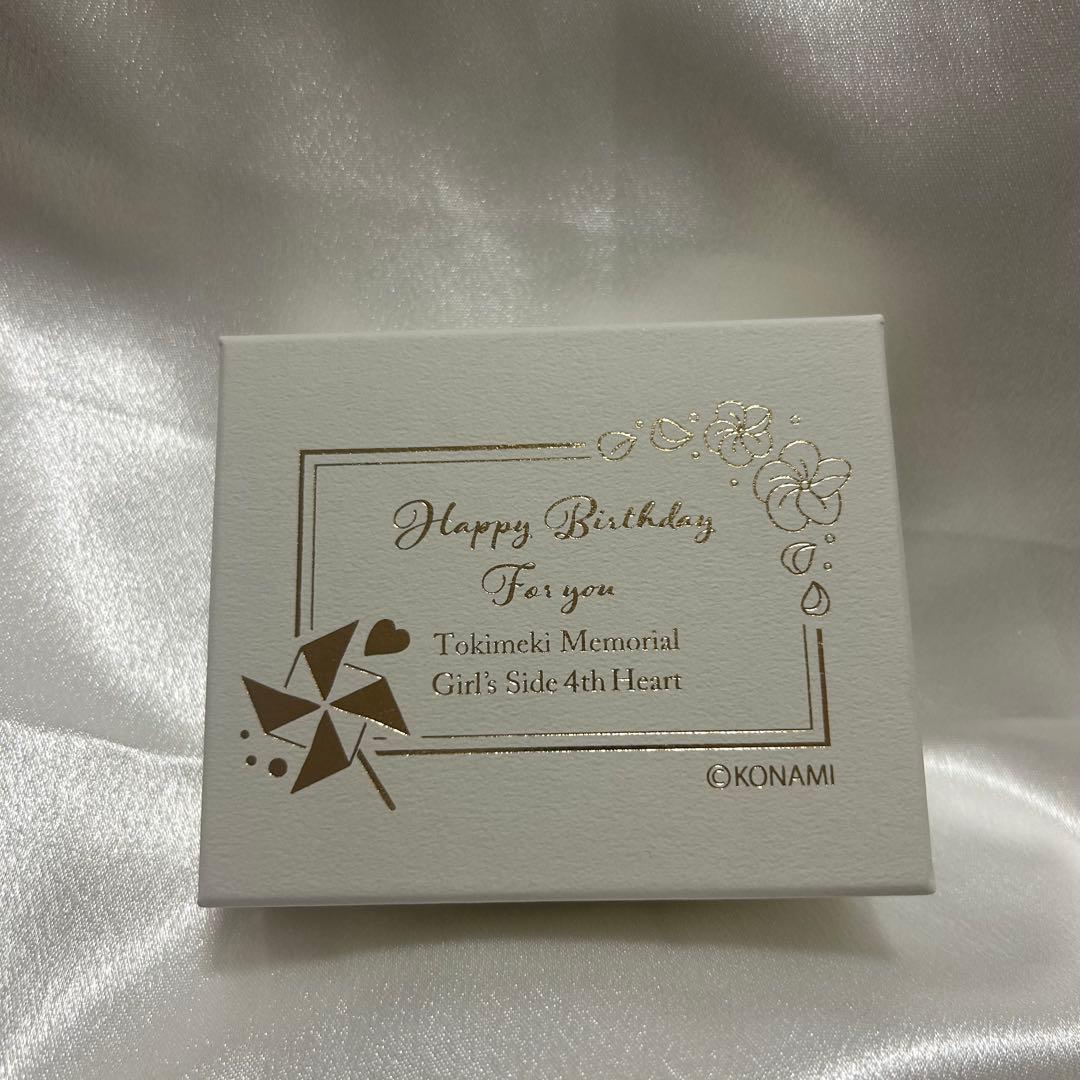 Happy Birthday
For you
Tokimeki Memorial
Girl's Side 4th Heart
©KONAMI